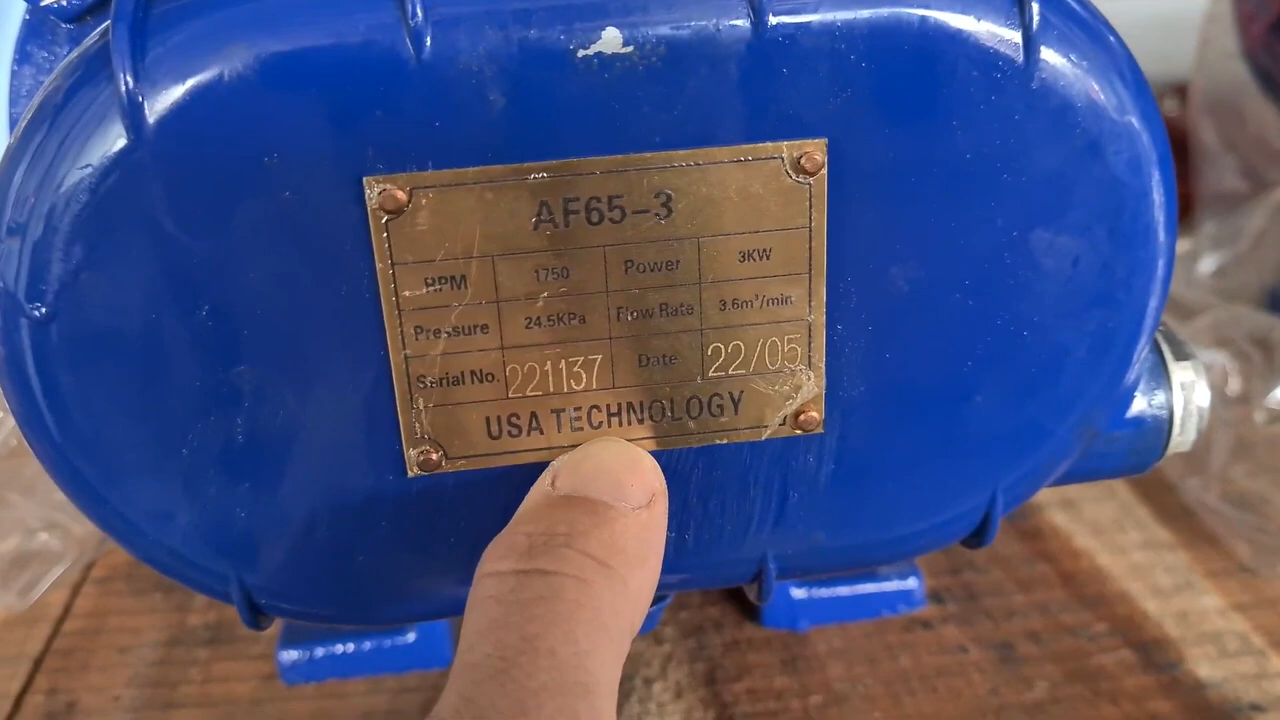 AF65-3
RPM 1750 Power 3KW
Pressure 24.5KPa Flow Rate 3.6m³/min
Serial No. 221137 Date 22/05
USA TECHNOLOGY